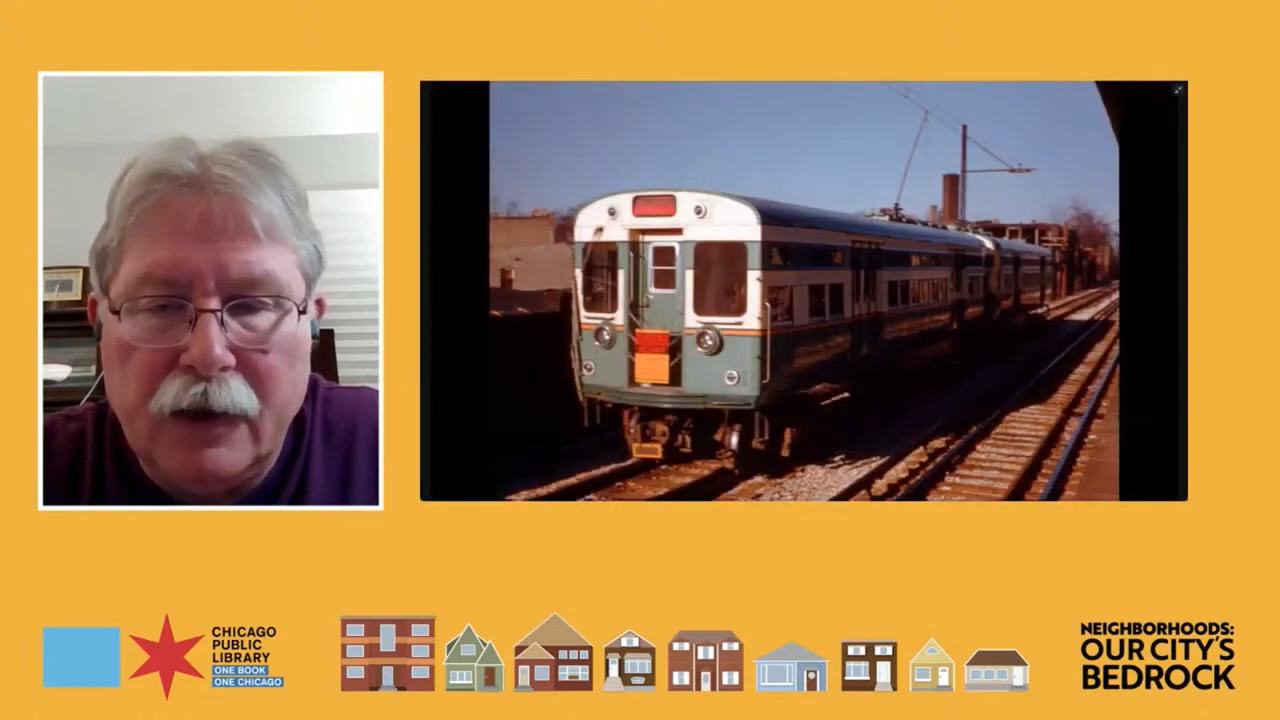 CHICAGO
PUBLIC
LIBRARY
ONE BOOK
ONE CHICAGO
NEIGHBORHOODS:
OUR CITY'S
BEDROCK